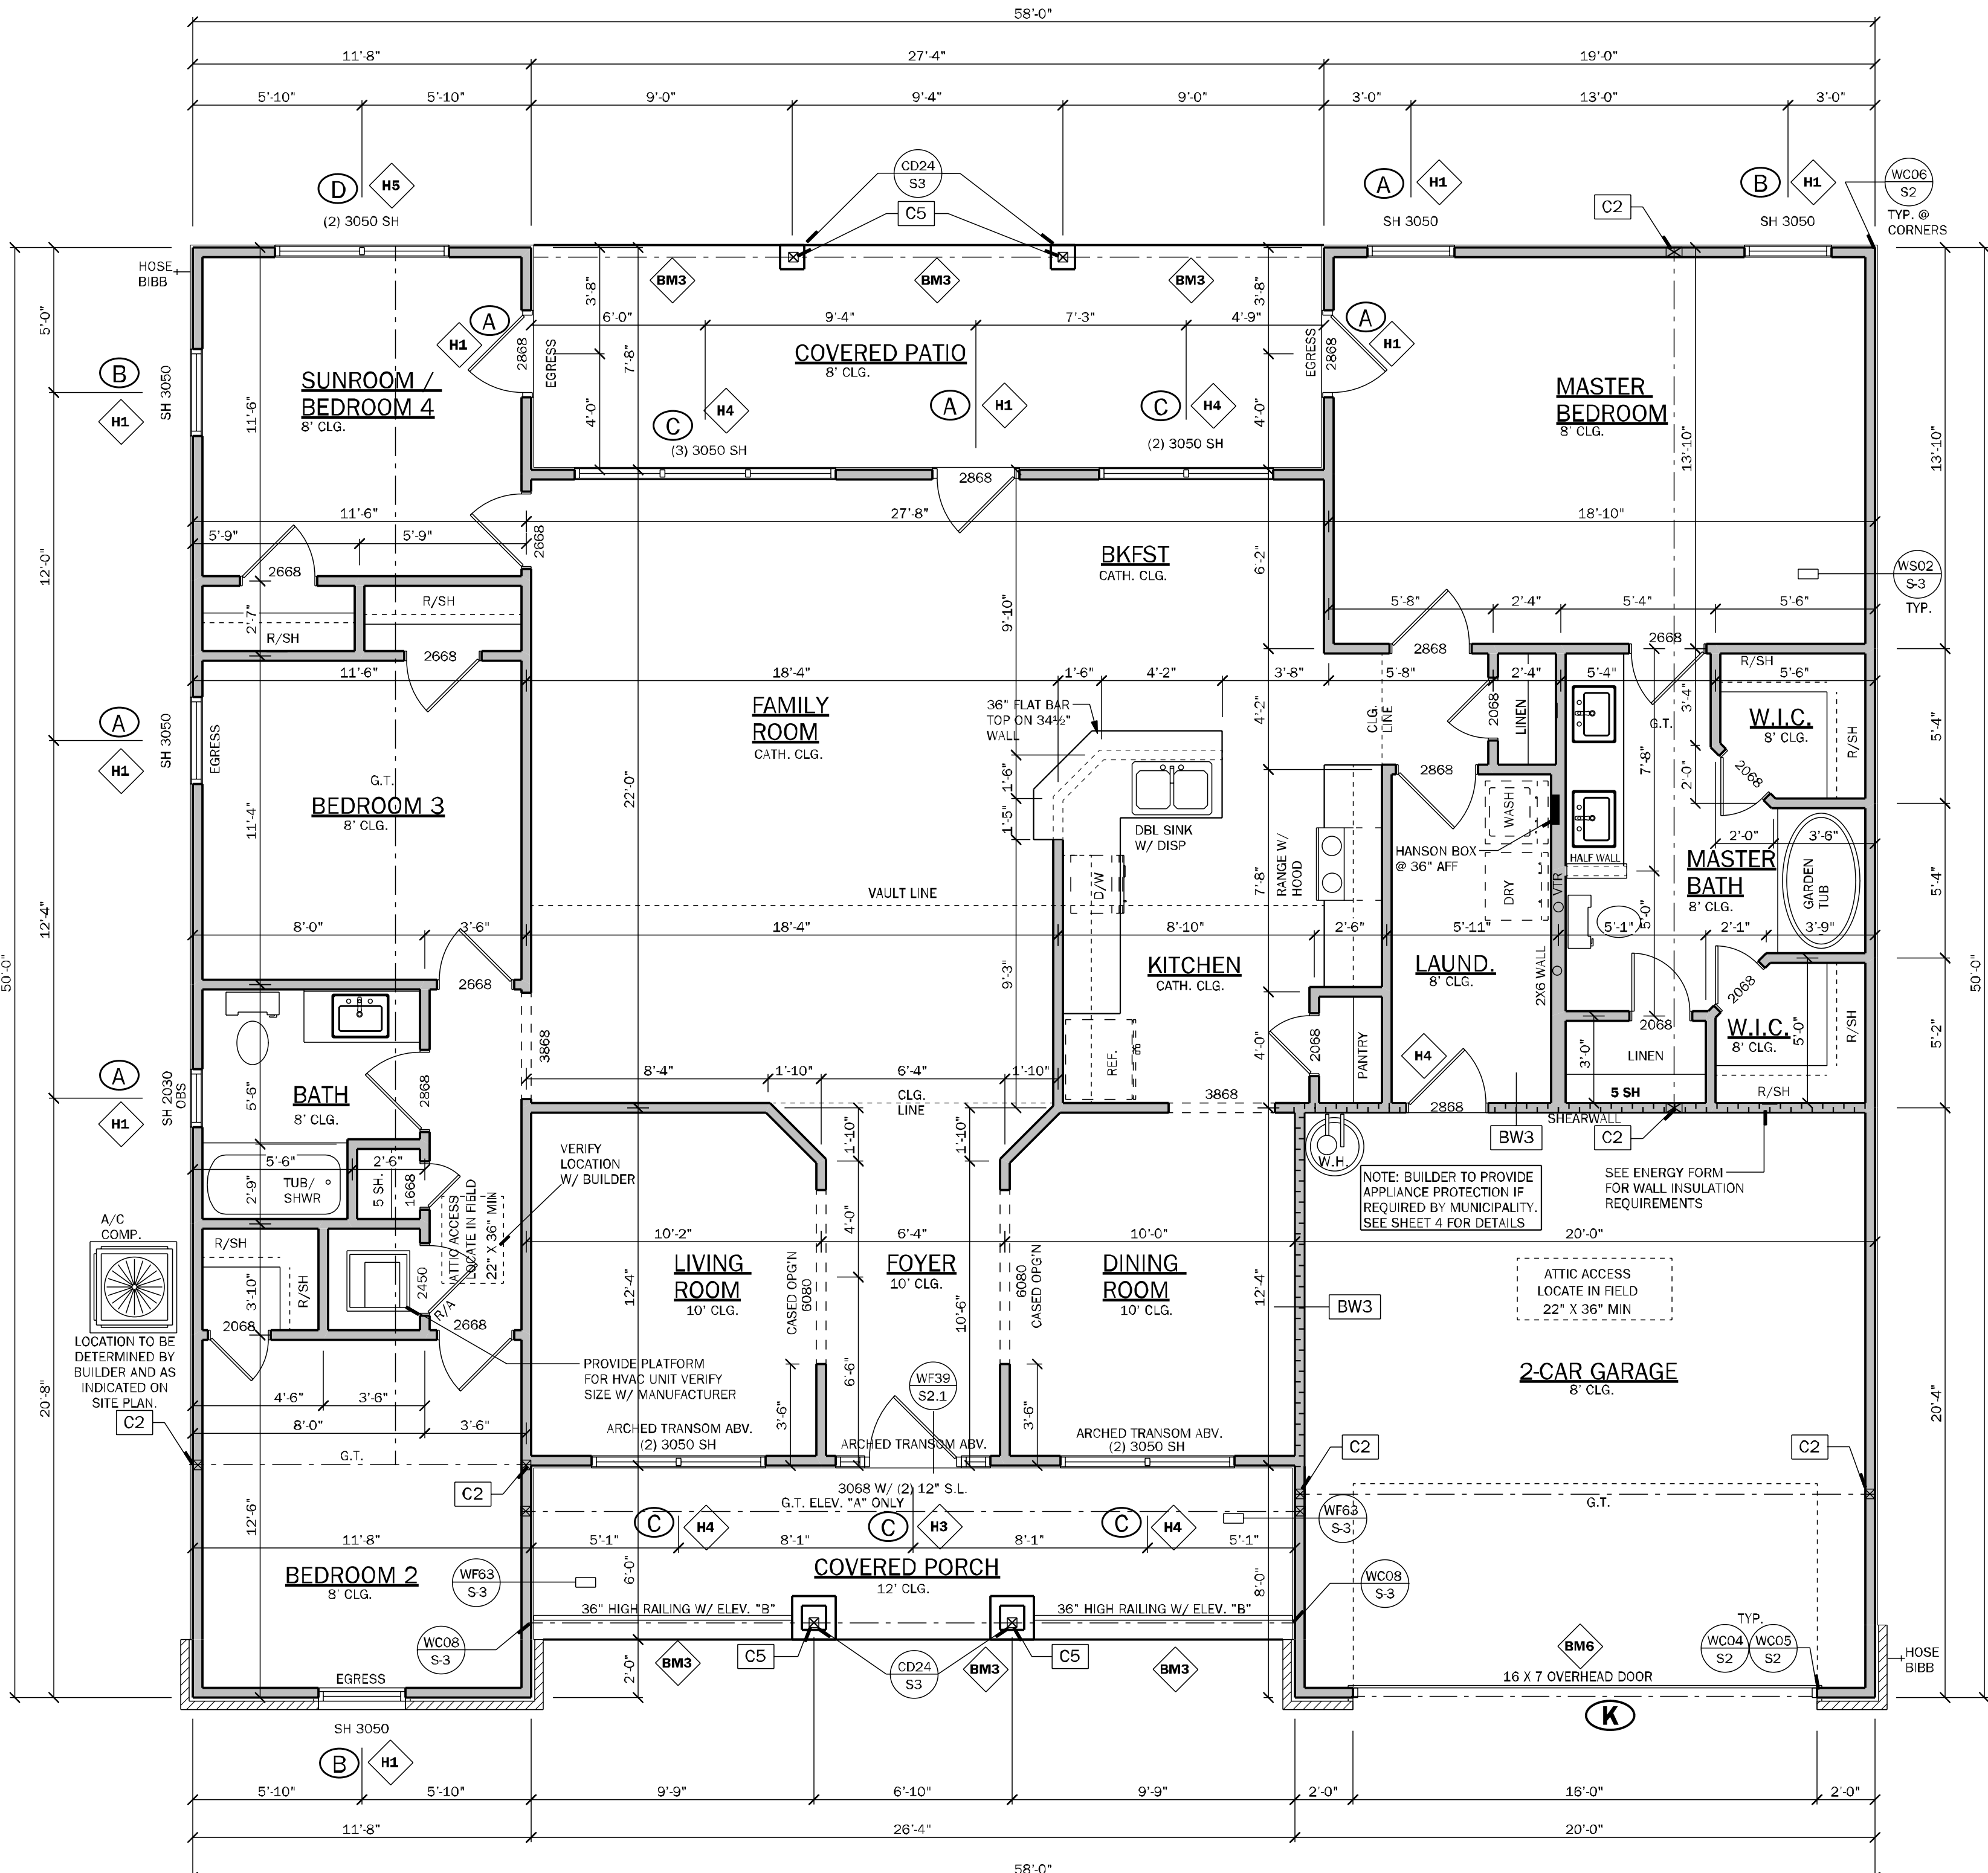 58'-0"
11'-8"
27'-4"
19'-0"
5'-10"
5'-10"
9'-0"
9'-4"
9'-0"
3'-0"
13'-0"
3'-0"
D
H5
(2) 3050 SH
CD24
S3
C5
A
H1
SH 3050
C2
B
H1
SH 3050
WC06
S2
TYP. @
CORNERS
HOSE
BIBB
BM3
BM3
BM3
5'-0"
3'-8"
7'-8"
3'-8"
6'-0"
9'-4"
7'-3"
4'-9"
A
H1
2868
EGRESS
COVERED PATIO
8' CLG.
EGRESS
2868
A
H1
B
H1
SH 3050
SUNROOM /
BEDROOM 4
8' CLG.
11'-6"
4'-0"
C
H4
(3) 3050 SH
A
H1
C
H4
(2) 3050 SH
4'-0"
MASTER
BEDROOM
8' CLG.
13'-10"
13'-10"
2868
11'-6"
27'-8"
18'-10"
5'-9"
5'-9"
2668
2668
12'-0"
BKFST
CATH. CLG.
6'-2"
WS02
S-3
TYP.
2'-7"
R/SH
R/SH
9'-10"
5'-8"
2'-4"
5'-4"
5'-6"
2668
2868
2668
R/SH
11'-6"
18'-4"
1'-6"
4'-2"
3'-8"
5'-8"
2'-4"
5'-4"
5'-6"
A
H1
SH 3050
EGRESS
FAMILY
ROOM
CATH. CLG.
36" FLAT BAR
TOP ON 34½"
WALL
4'-2"
CLG.
LINE
2068
LINEN
3'-4"
G.T.
W.I.C.
8' CLG.
R/SH
5'-4"
G.T.
BEDROOM 3
8' CLG.
11'-4"
22'-0"
1'-6"
1'-5"
DBL SINK
W/ DISP
2868
WASH
7'-8"
2'-0"
2068
RANGE W/
HOOD
HANSON BOX
@ 36" AFF
HALF WALL
2'-0"
3'-6"
MASTER
BATH
8' CLG.
GARDEN
TUB
5'-4"
VAULT LINE
D/W
7'-8"
DRY
VTR
5'-0"
12'-4"
8'-0"
3'-6"
18'-4"
8'-10"
2'-6"
5'-11"
5'-1"
2'-1"
3'-9"
50'-0"
50'-0"
2668
9'-3"
KITCHEN
CATH. CLG.
LAUND.
8' CLG.
2X6 WALL
2068
W.I.C.
8' CLG.
5'-0"
R/SH
5'-2"
3868
REF.
4'-0"
2068
PANTRY
H4
2068
LINEN
3'-0"
A
H1
SH 2030
OBS
5'-6"
BATH
8' CLG.
2868
8'-4"
1'-10"
6'-4"
1'-10"
CLG.
LINE
3868
2868
5 SH
R/SH
SHEARWALL
BW3
C2
5'-6"
2'-6"
2'-9"
TUB/
SHWR
5 SH.
1668
VERIFY
LOCATION
W/ BUILDER
1'-10"
1'-10"
W.H.
NOTE: BUILDER TO PROVIDE
APPLIANCE PROTECTION IF
REQUIRED BY MUNICIPALITY.
SEE SHEET 4 FOR DETAILS
SEE ENERGY FORM
FOR WALL INSULATION
REQUIREMENTS
A/C
COMP.
R/SH
R/SH
3'-10"
2450
R/A
ATTIC ACCESS
LOCATE IN FIELD
22" X 36" MIN
10'-2"
4'-0"
6'-4"
10'-0"
20'-0"
LIVING
ROOM
10' CLG.
12'-4"
CASED OPG'N
6080
FOYER
10' CLG.
10'-6"
6080
CASED OPG'N
DINING
ROOM
10' CLG.
12'-4"
BW3
ATTIC ACCESS
LOCATE IN FIELD
22" X 36" MIN
LOCATION TO BE
DETERMINED BY
BUILDER AND AS
INDICATED ON
SITE PLAN.
2068
2668
PROVIDE PLATFORM
FOR HVAC UNIT VERIFY
SIZE W/ MANUFACTURER
6'-6"
WF39
S2.1
2-CAR GARAGE
8' CLG.
20'-8"
20'-4"
4'-6"
3'-6"
8'-0"
3'-6"
3'-6"
3'-6"
C2
ARCHED TRANSOM ABV.
(2) 3050 SH
ARCHED TRANSOM ABV.
ARCHED TRANSOM ABV.
(2) 3050 SH
C2
C2
G.T.
C2
3068 W/ (2) 12" S.L.
G.T. ELEV. "A" ONLY
G.T.
12'-6"
C
H4
C
H3
C
H4
WF63
S-3
11'-8"
5'-1"
8'-1"
8'-1"
5'-1"
BEDROOM 2
8' CLG.
WF63
S-3
6'-0"
COVERED PORCH
12' CLG.
8'-0"
WC08
S-3
36" HIGH RAILING W/ ELEV. "B"
36" HIGH RAILING W/ ELEV. "B"
WC08
S-3
EGRESS
2'-0"
BM3
C5
CD24
S3
BM3
C5
BM3
BM6
TYP.
WC04
S2
WC05
S2
HOSE
BIBB
16 X 7 OVERHEAD DOOR
K
SH 3050
B
H1
5'-10"
5'-10"
9'-9"
6'-10"
9'-9"
2'-0"
16'-0"
2'-0"
11'-8"
26'-4"
20'-0"
58'-0"